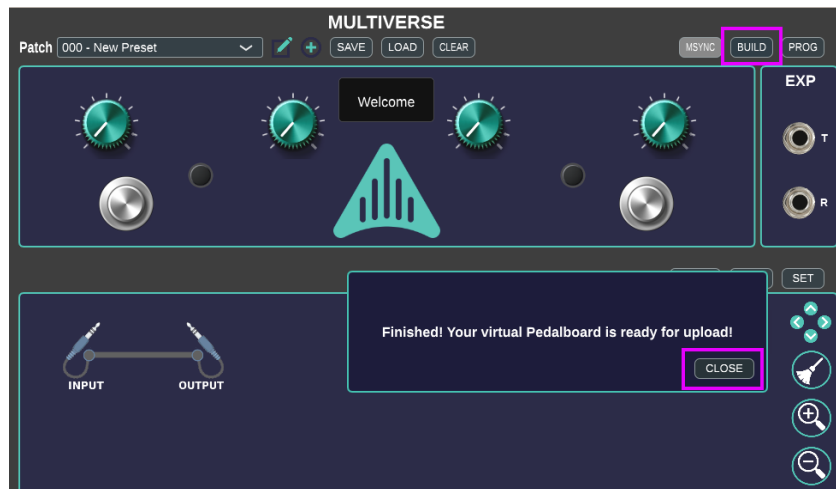 MULTIVERSE
Patch 000 - New Preset SAVE LOAD CLEAR MSYNC BUILD PROG
Welcome
EXP
T
R
SET
Finished! Your virtual Pedalboard is ready for upload!
CLOSE
INPUT OUTPUT